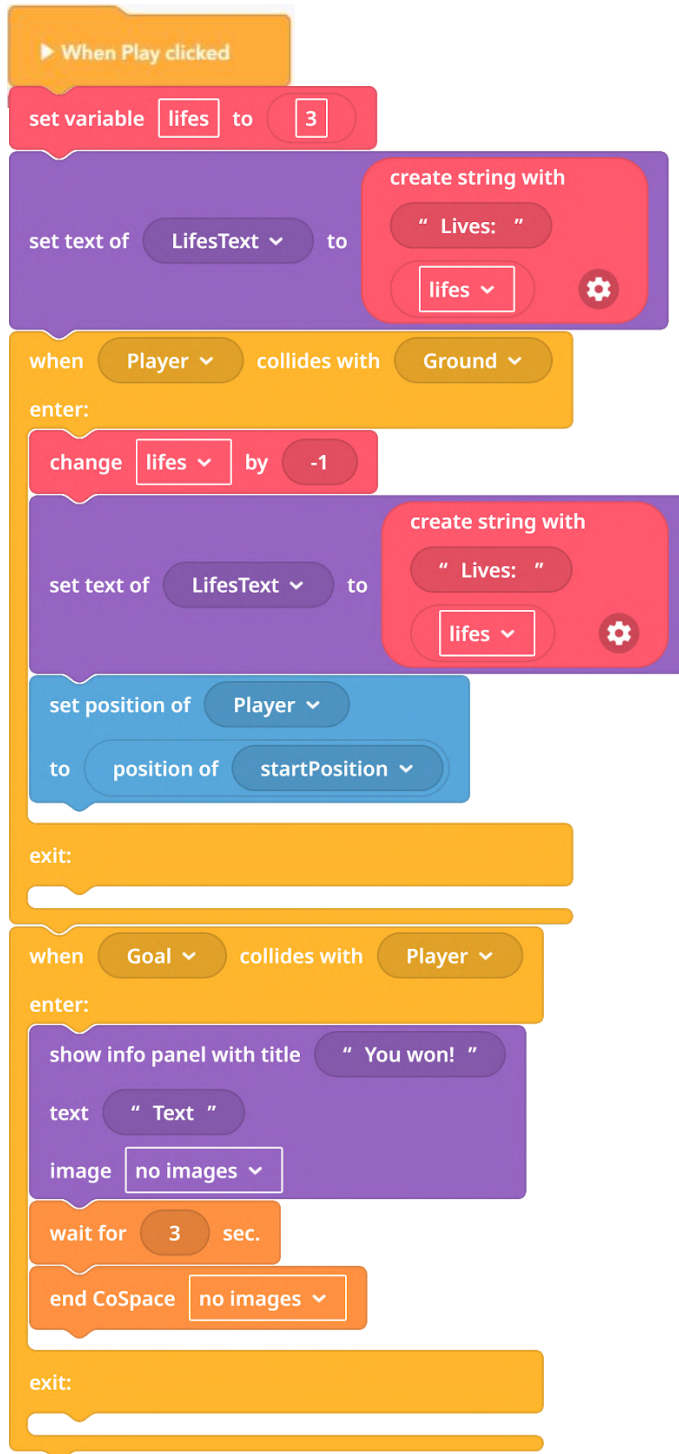 When Play clicked
set variable lifes to 3
create string with
“ Lives: ”
set text of LifesText to
lifes
when Player collides with Ground
enter:
change lifes by -1
create string with
“ Lives: ”
set text of LifesText to
lifes
set position of Player
to position of startPosition
exit:
when Goal collides with Player
enter:
show info panel with title “ You won! ”
text “ Text ”
image no images
wait for 3 sec.
end CoSpace no images
exit: